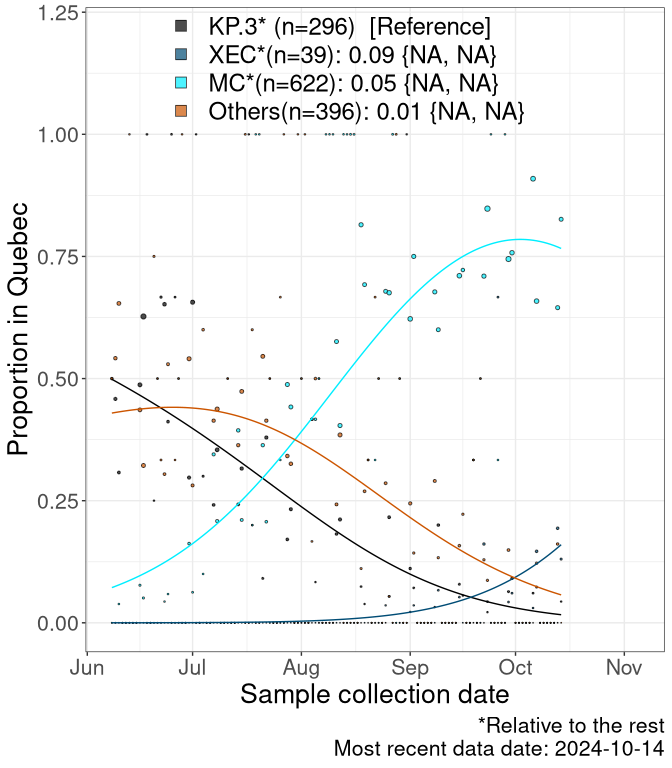 1.25
KP.3* (n=296)  [Reference]
XEC*(n=39): 0.09 {NA, NA}
MC*(n=622): 0.05 {NA, NA}
Others(n=396): 0.01 {NA, NA}
1.00
0.75
0.50
0.25
0.00
Proportion in Quebec
Jun Jul Aug Sep Oct Nov
Sample collection date
*Relative to the rest
Most recent data date: 2024-10-14